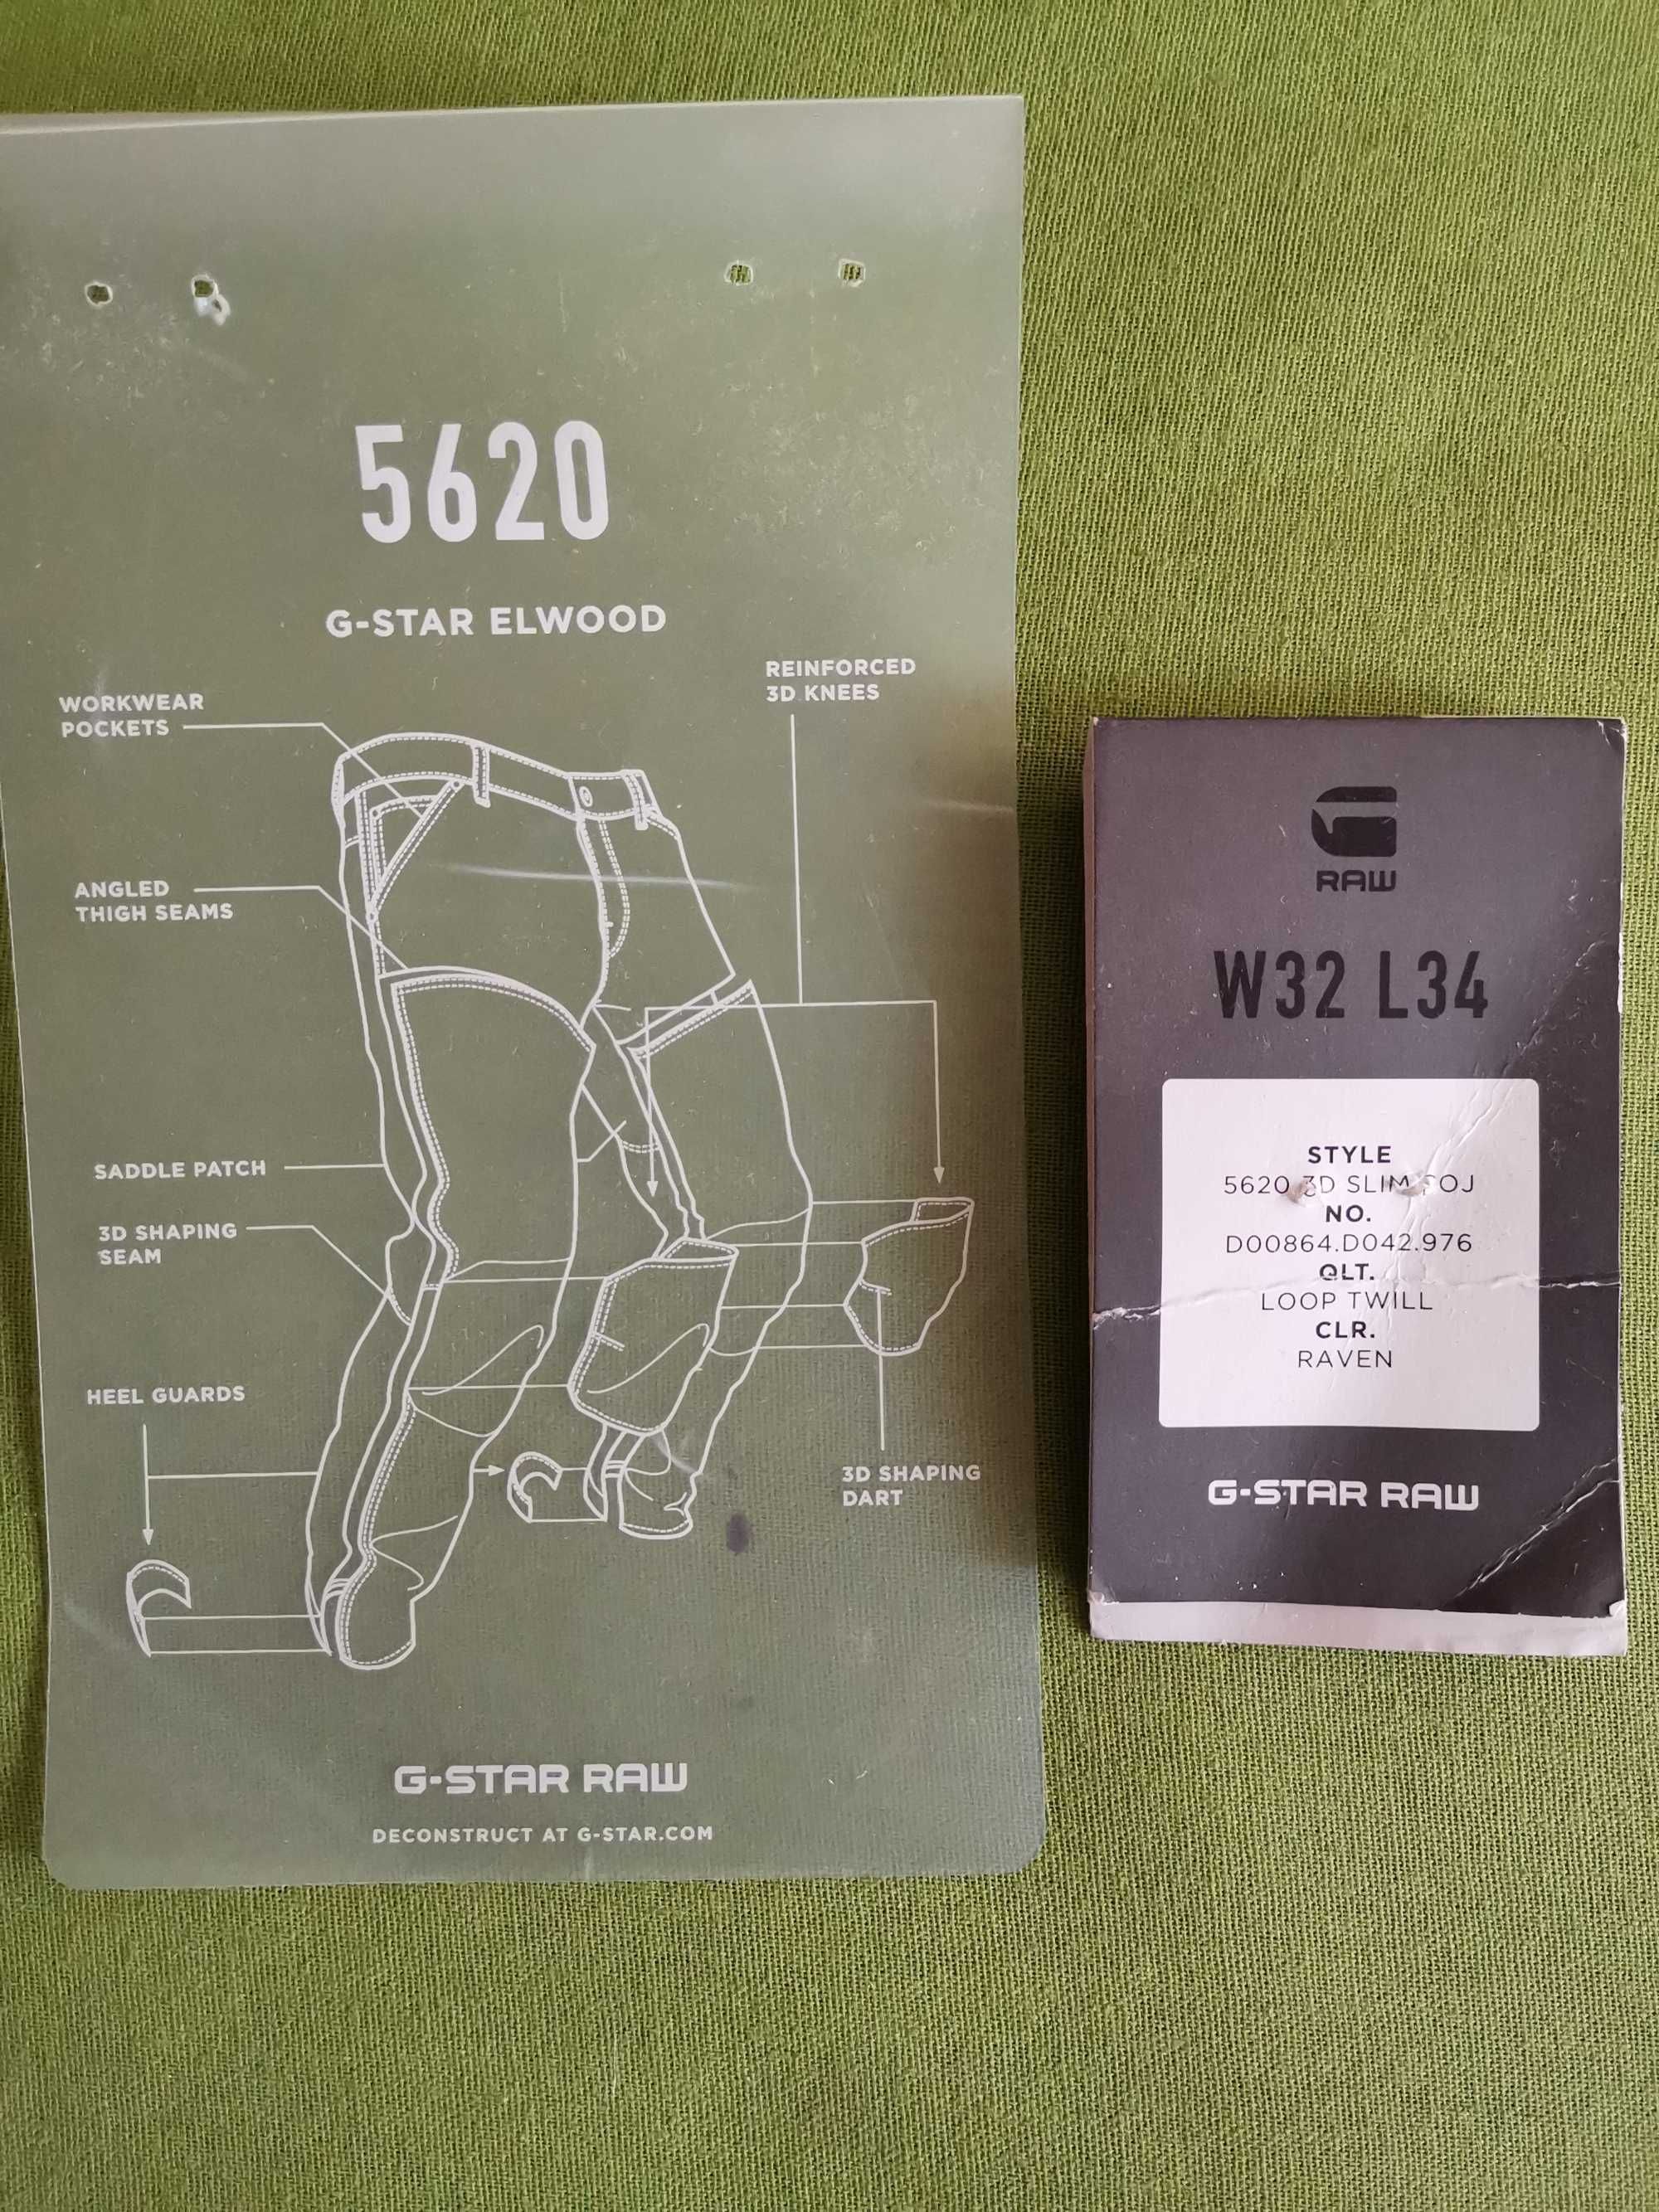 5620
G-STAR ELWOOD
REINFORCED
3D KNEES
WORKWEAR
POCKETS
ANGLED
THIGH SEAMS
SADDLE PATCH
3D SHAPING
SEAM
HEEL GUARDS
3D SHAPING
DART
G-STAR RAW
DECONSTRUCT AT G-STAR.COM
RAW
W32 L34
STYLE
5620 3D SLIM
NO.
D00864.D042.976
QLT.
LOOP TWILL
CLR.
RAVEN
G-STAR RAW